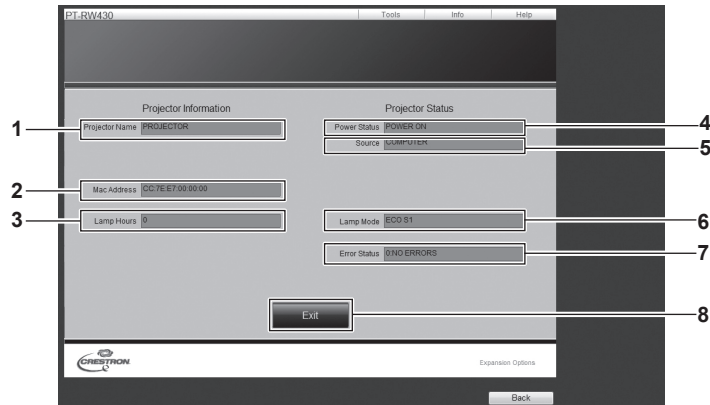 PT-RW430 Tools Info Help
Projector Information Projector Status
1 Projector Name PROJECTOR Power Status POWER ON 4
Source COMPUTER 5
2 Mac Address CC:7E:E7:00:00:00
3 Lamp Hours 0 Lamp Mode ECO S1 6
Error Status 0:NO ERRORS 7
Exit 8
CRESTRON Expansion Options
Back